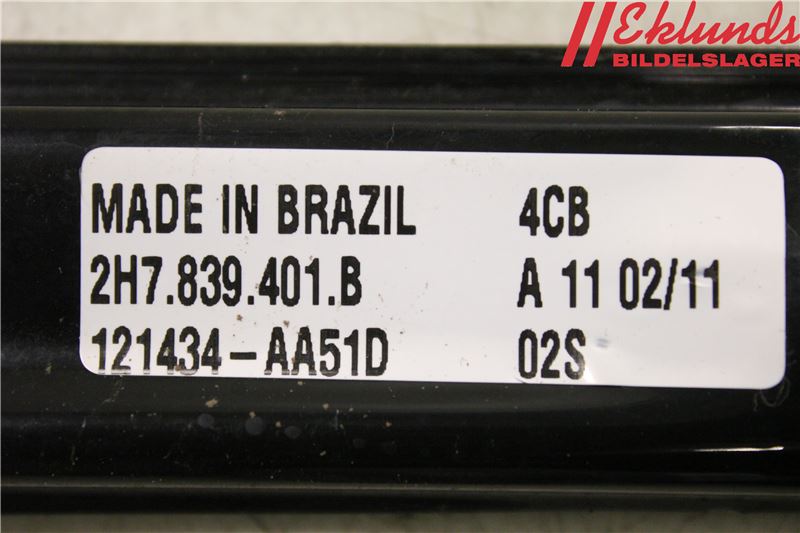 Eklunds
BILDELSLAGER
MADE IN BRAZIL 4CB
2H7.839.401.B A 11 02/11
121434-AA51D 02S